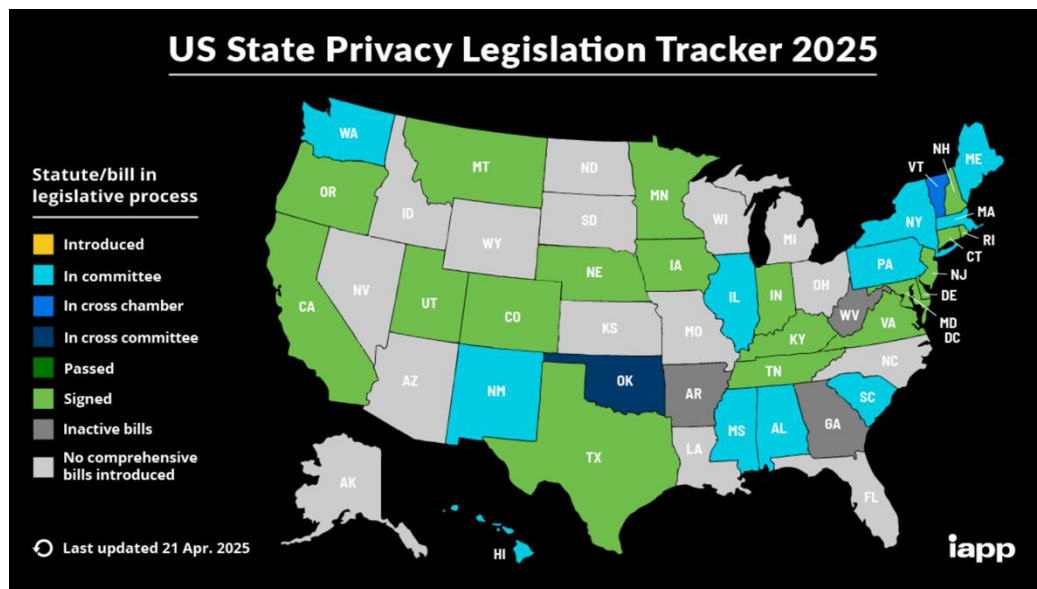 US State Privacy Legislation Tracker 2025
Statute/bill in
legislative process
Introduced
In committee
In cross chamber
In cross committee
Passed
Signed
Inactive bills
No comprehensive
bills introduced
Last updated 21 Apr. 2025
WA
MT
ND
MN
OR
ID
SD
WI
MI
WY
NH
VT
ME
NY
MA
RI
CT
PA
NJ
CA
NV
UT
CO
NE
IA
IL
IN
OH
WV
DE
MD
DC
VA
KS
MO
KY
AZ
NM
OK
AR
TN
NC
SC
MS
AL
GA
TX
LA
FL
AK
HI
iapp